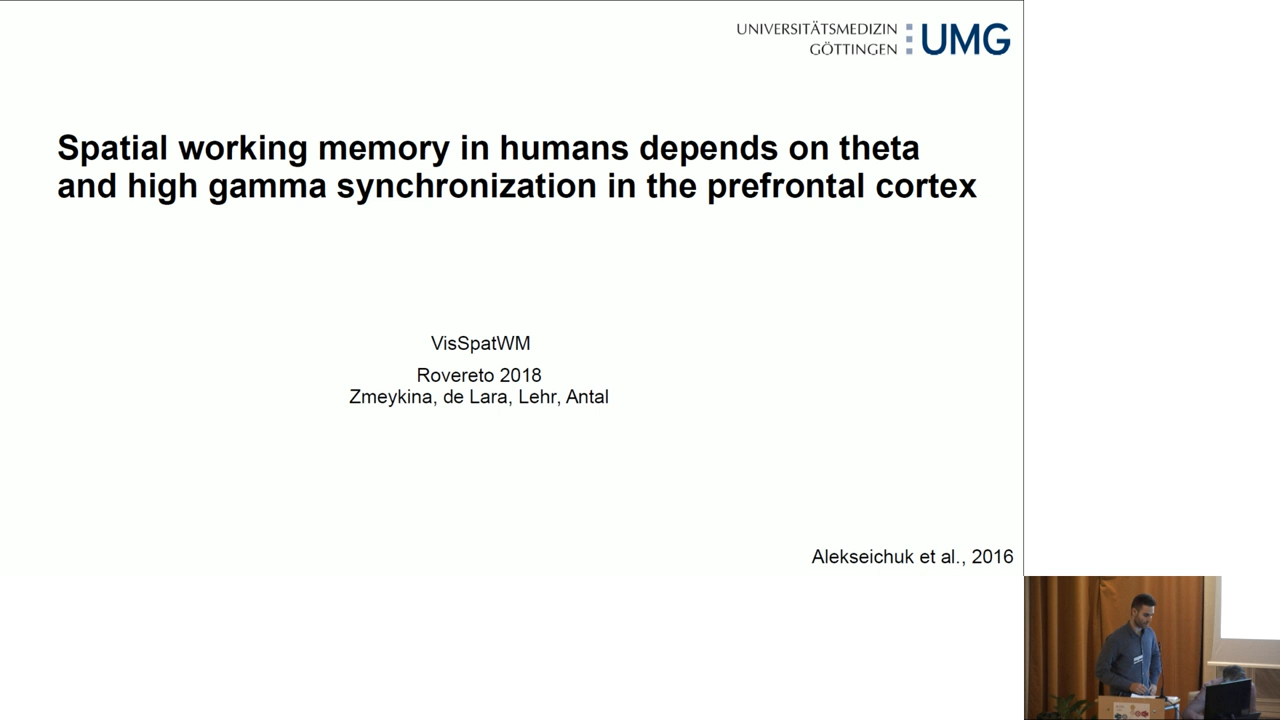 UNIVERSITÄTSMEDIZIN
GÖTTINGEN
UMG
Spatial working memory in humans depends on theta
and high gamma synchronization in the prefrontal cortex
VisSpatWM
Rovereto 2018
Zmeykina, de Lara, Lehr, Antal
Alekseichuk et al., 2016